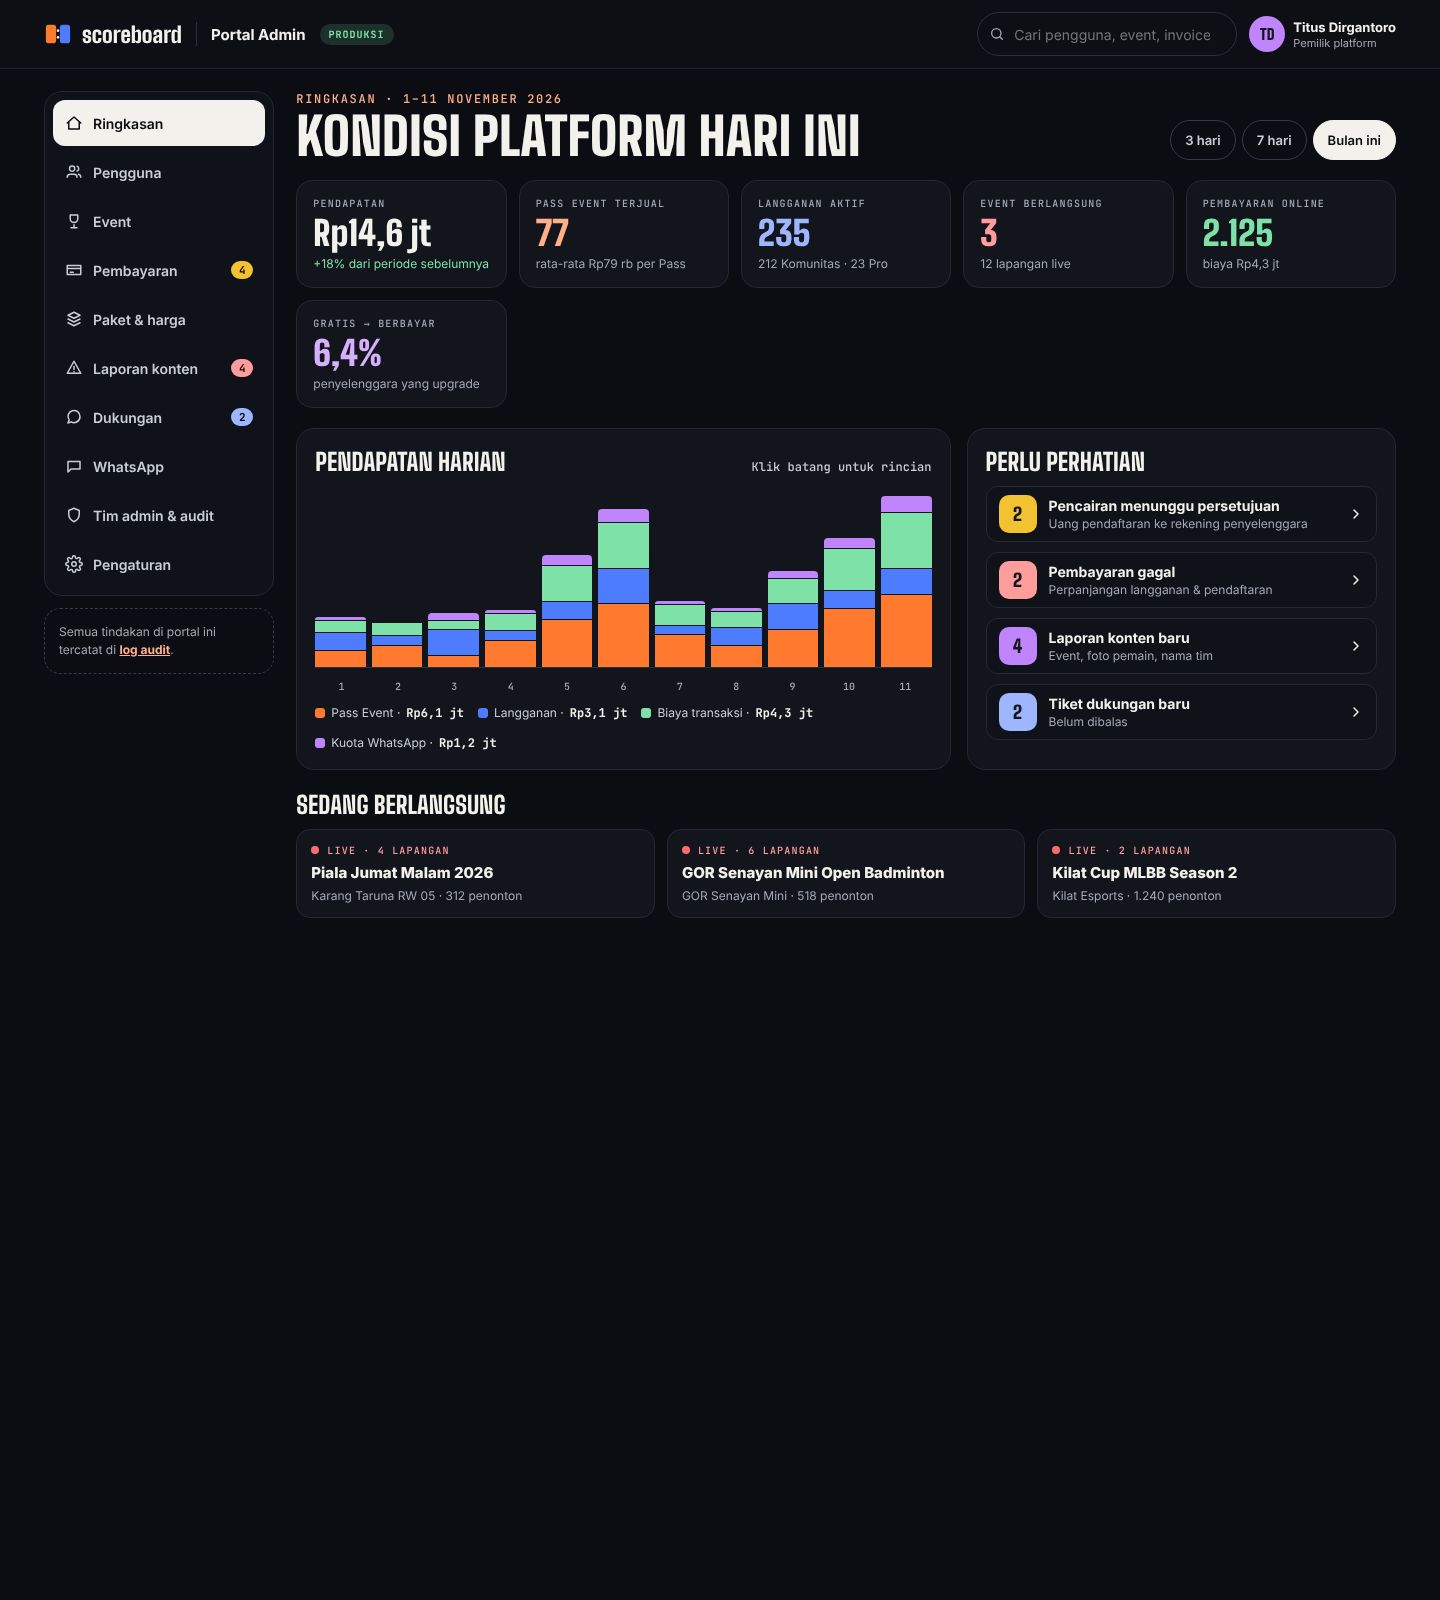 scoreboard
Portal Admin
PRODUKSI
Cari pengguna, event, invoice
TD
Titus Dirgantoro
Pemilik platform
Ringkasan
Pengguna
Event
Pembayaran
4
Paket & harga
Laporan konten
4
Dukungan
2
WhatsApp
Tim admin & audit
Pengaturan
Semua tindakan di portal ini
tercatat di log audit.
RINGKASAN · 1–11 NOVEMBER 2026
KONDISI PLATFORM HARI INI
3 hari
7 hari
Bulan ini
PENDAPATAN
Rp14,6 jt
+18% dari periode sebelumnya
PASS EVENT TERJUAL
77
rata-rata Rp79 rb per Pass
LANGGANAN AKTIF
235
212 Komunitas · 23 Pro
EVENT BERLANGSUNG
3
12 lapangan live
PEMBAYARAN ONLINE
2.125
biaya Rp4,3 jt
GRATIS → BERBAYAR
6,4%
penyelenggara yang upgrade
PENDAPATAN HARIAN
Klik batang untuk rincian
1 2 3 4 5 6 7 8 9 10 11
Pass Event · Rp6,1 jt Langganan · Rp3,1 jt Biaya transaksi · Rp4,3 jt
Kuota WhatsApp · Rp1,2 jt
PERLU PERHATIAN
2
Pencairan menunggu persetujuan
Uang pendaftaran ke rekening penyelenggara
2
Pembayaran gagal
Perpanjangan langganan & pendaftaran
4
Laporan konten baru
Event, foto pemain, nama tim
2
Tiket dukungan baru
Belum dibalas
SEDANG BERLANGSUNG
LIVE · 4 LAPANGAN
Piala Jumat Malam 2026
Karang Taruna RW 05 · 312 penonton
LIVE · 6 LAPANGAN
GOR Senayan Mini Open Badminton
GOR Senayan Mini · 518 penonton
LIVE · 2 LAPANGAN
Kilat Cup MLBB Season 2
Kilat Esports · 1.240 penonton